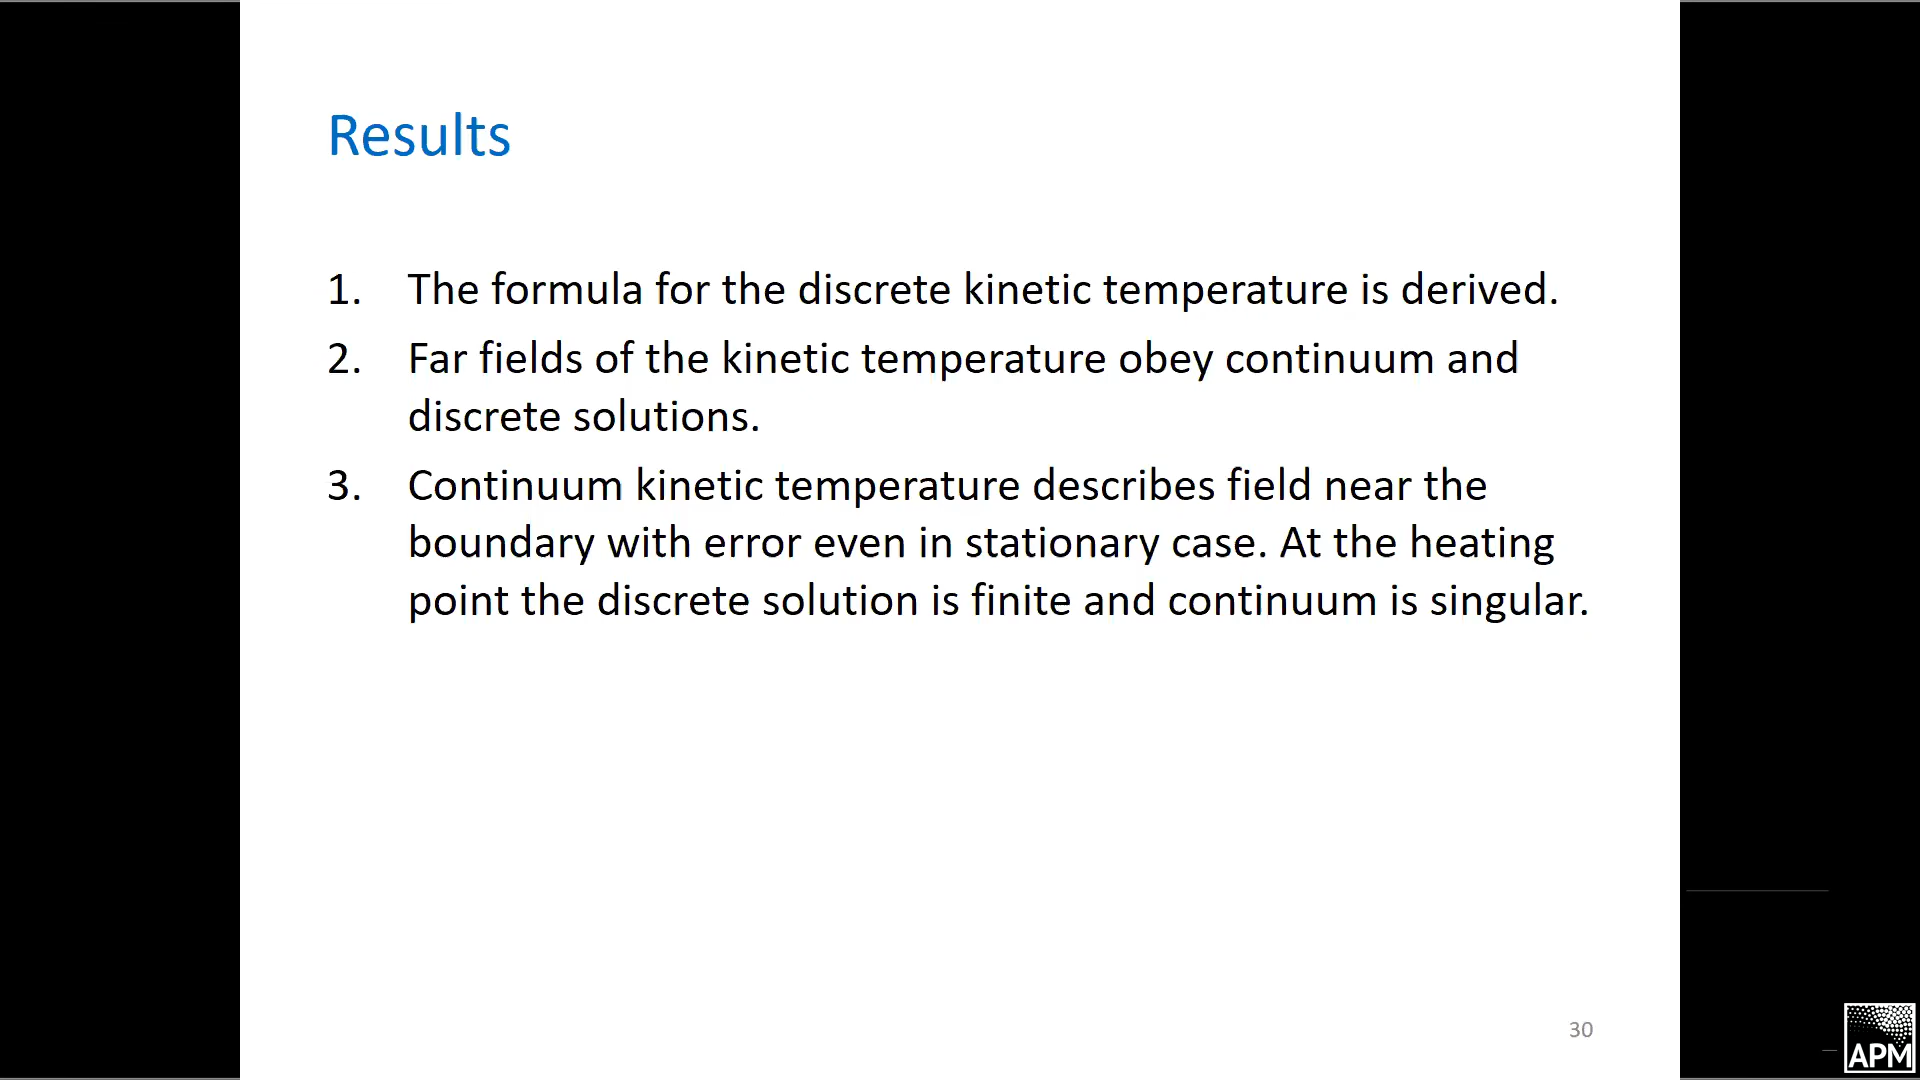 Results
1. The formula for the discrete kinetic temperature is derived.
2. Far fields of the kinetic temperature obey continuum and
discrete solutions.
3. Continuum kinetic temperature describes field near the
boundary with error even in stationary case. At the heating
point the discrete solution is finite and continuum is singular.
30
APM